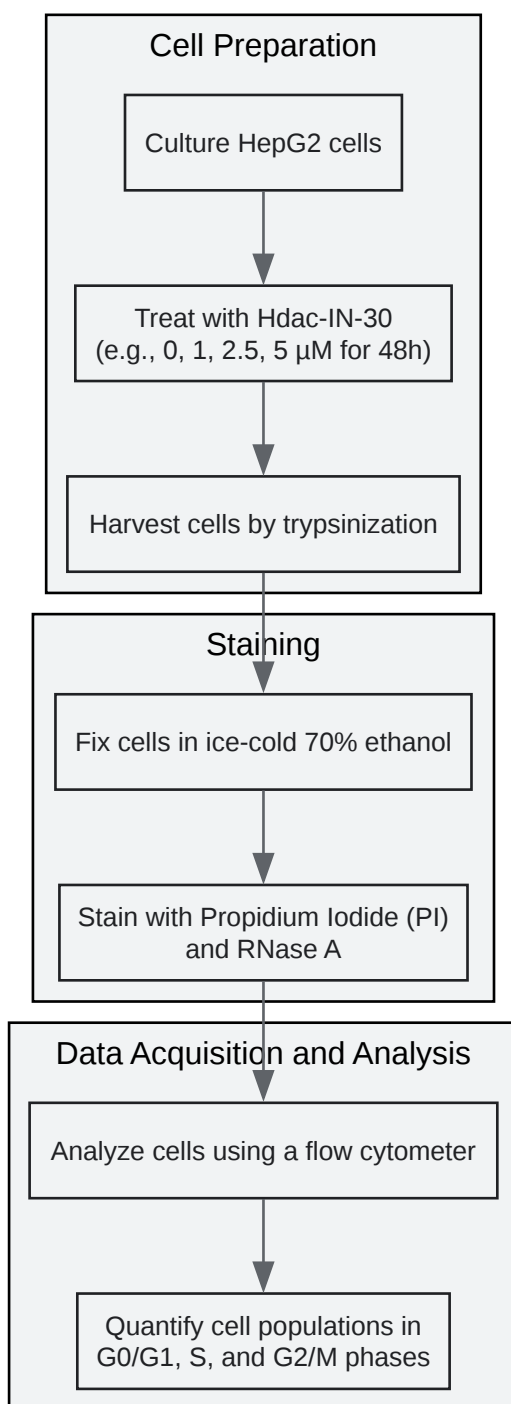 Cell Preparation
Culture HepG2 cells
Treat with Hdac-IN-30
(e.g., 0, 1, 2.5, 5 µM for 48h)
Harvest cells by trypsinization
Staining
Fix cells in ice-cold 70% ethanol
Stain with Propidium Iodide (PI)
and RNase A
Data Acquisition and Analysis
Analyze cells using a flow cytometer
Quantify cell populations in
G0/G1, S, and G2/M phases